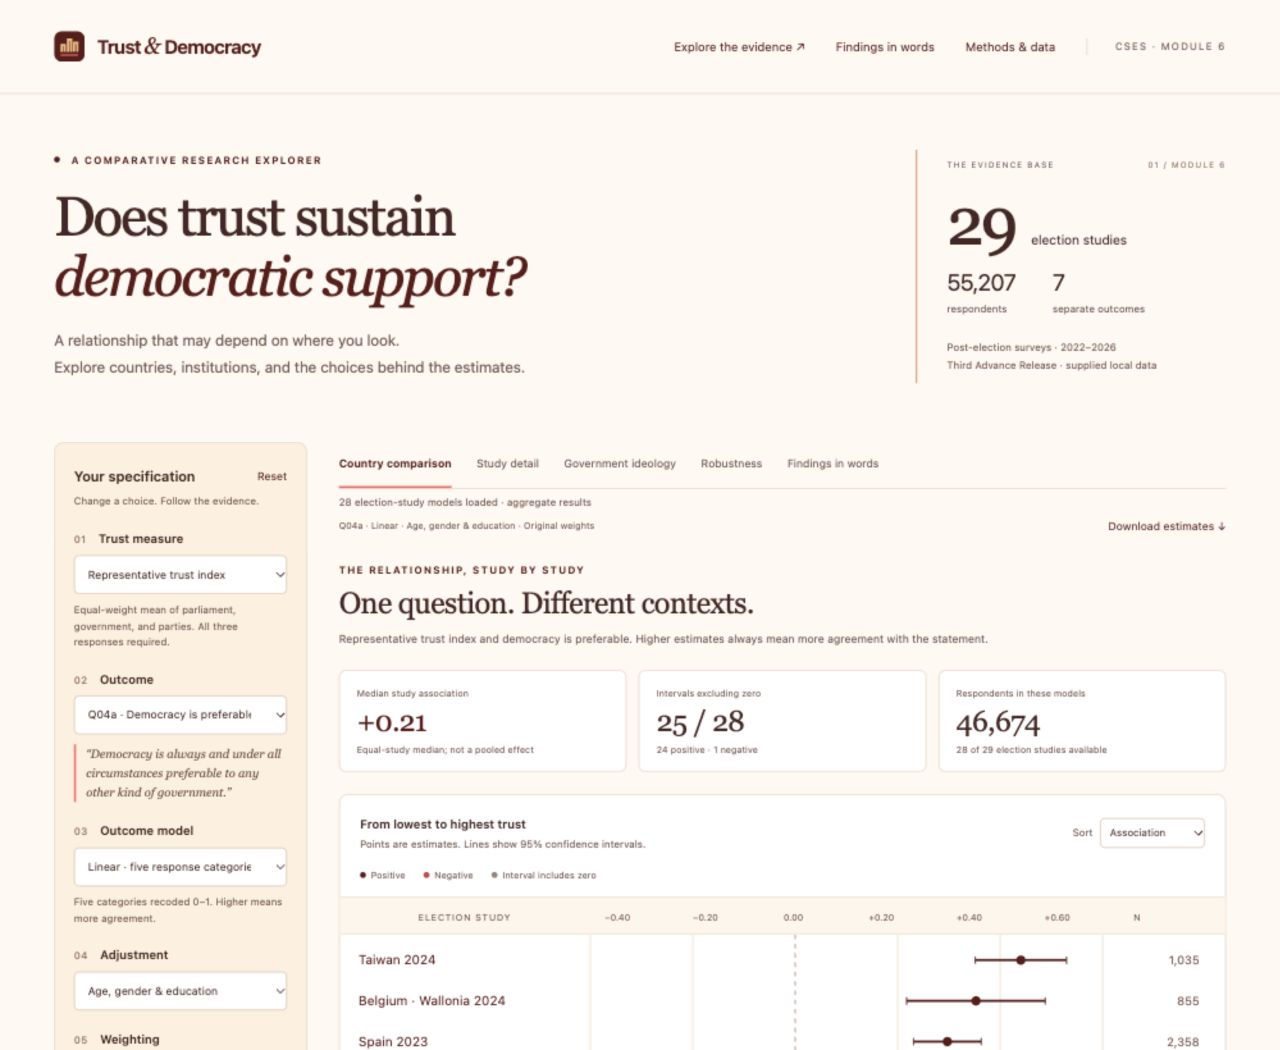 Trust & Democracy
Explore the evidence ↗
Findings in words
Methods & data
CSES · MODULE 6
A COMPARATIVE RESEARCH EXPLORER
Does trust sustain
democratic support?
A relationship that may depend on where you look.
Explore countries, institutions, and the choices behind the estimates.
THE EVIDENCE BASE
01 / MODULE 6
29 election studies
55,207
respondents
7
separate outcomes
Post-election surveys · 2022–2026
Third Advance Release · supplied local data
Your specification
Reset
Change a choice. Follow the evidence.
01 Trust measure
Representative trust index
Equal-weight mean of parliament,
government, and parties. All three
responses required.
02 Outcome
Q04a · Democracy is preferable
“Democracy is always and under all
circumstances preferable to any
other kind of government.”
03 Outcome model
Linear · five response categorie
Five categories recoded 0–1. Higher means
more agreement.
04 Adjustment
Age, gender & education
05 Weighting
Country comparison
Study detail
Government ideology
Robustness
Findings in words
28 election-study models loaded · aggregate results
Q04a · Linear · Age, gender & education · Original weights
Download estimates ↓
THE RELATIONSHIP, STUDY BY STUDY
One question. Different contexts.
Representative trust index and democracy is preferable. Higher estimates always mean more agreement with the statement.
Median study association
+0.21
Equal-study median; not a pooled effect
Intervals excluding zero
25 / 28
24 positive · 1 negative
Respondents in these models
46,674
28 of 29 election studies available
From lowest to highest trust
Points are estimates. Lines show 95% confidence intervals.
Sort
Association
Positive
Negative
Interval includes zero
ELECTION STUDY −0.40 −0.20 0.00 +0.20 +0.40 +0.60 N
Taiwan 2024 1,035
Belgium · Wallonia 2024 855
Spain 2023 2,358